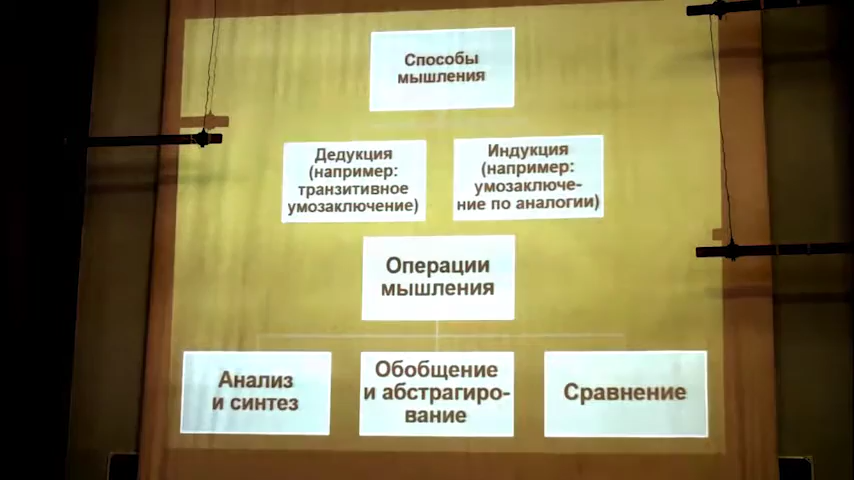 Способы
мышления
Дедукция
(например:
транзитивное
умозаключение)
Индукция
(например:
умозаключе-
ние по аналогии)
Операции
мышления
Анализ
и синтез
Обобщение
и абстрагиро-
вание
Сравнение